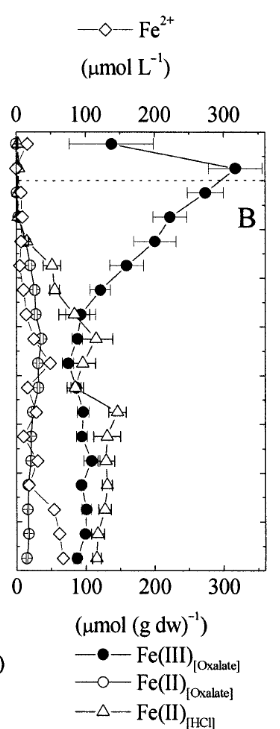 Fe2+
(μmol L-1)
0 100 200 300
B
0 100 200 300
(μmol (g dw)-1
Fe(III)[Oxalate]
)
Fe(II)[Oxalate]
Fe(II)[HCl]